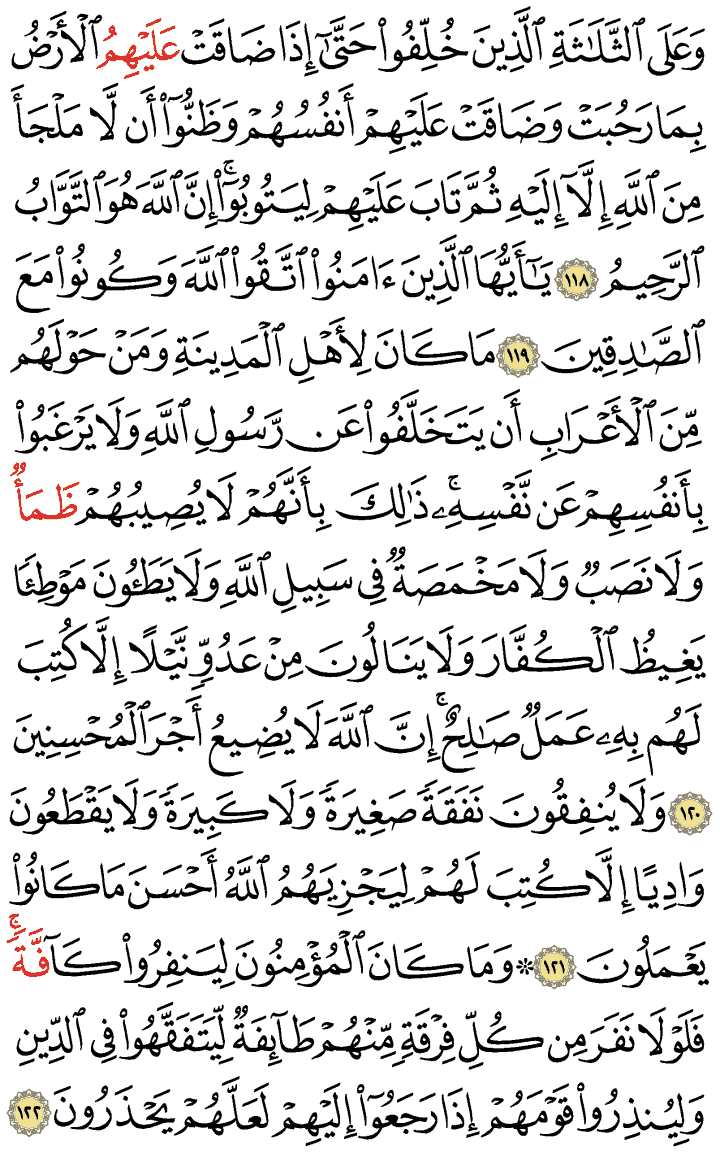 وَعَلَى ٱلثَّلَٰثَةِ ٱلَّذِينَ خُلِّفُوا۟ حَتَّىٰٓ إِذَا ضَاقَتْ عَلَيْهِمُ ٱلْأَرْضُ
بِمَا رَحُبَتْ وَضَاقَتْ عَلَيْهِمْ أَنفُسُهُمْ وَظَنُّوٓا۟ أَن لَّا مَلْجَأَ
مِنَ ٱللَّهِ إِلَّآ إِلَيْهِ ثُمَّ تَابَ عَلَيْهِمْ لِيَتُوبُوٓا۟ۚ إِنَّ ٱللَّهَ هُوَ ٱلتَّوَّابُ
ٱلرَّحِيمُ ١١٨ يَٰٓأَيُّهَا ٱلَّذِينَ ءَامَنُوا۟ ٱتَّقُوا۟ ٱللَّهَ وَكُونُوا۟ مَعَ
ٱلصَّٰدِقِينَ ١١٩ مَا كَانَ لِأَهْلِ ٱلْمَدِينَةِ وَمَنْ حَوْلَهُم
مِّنَ ٱلْأَعْرَابِ أَن يَتَخَلَّفُوا۟ عَن رَّسُولِ ٱللَّهِ وَلَا يَرْغَبُوا۟
بِأَنفُسِهِمْ عَن نَّفْسِهِۦۚ ذَٰلِكَ بِأَنَّهُمْ لَا يُصِيبُهُمْ ظَمَأٌ
وَلَا نَصَبٌ وَلَا مَخْمَصَةٌ فِى سَبِيلِ ٱللَّهِ وَلَا يَطَـُٔونَ مَوْطِئًا
يَغِيظُ ٱلْكُفَّارَ وَلَا يَنَالُونَ مِنْ عَدُوٍّ نَّيْلًا إِلَّا كُتِبَ
لَهُم بِهِۦ عَمَلٌ صَٰلِحٌۚ إِنَّ ٱللَّهَ لَا يُضِيعُ أَجْرَ ٱلْمُحْسِنِينَ
١٢٠ وَلَا يُنفِقُونَ نَفَقَةً صَغِيرَةً وَلَا كَبِيرَةً وَلَا يَقْطَعُونَ
وَادِيًا إِلَّا كُتِبَ لَهُمْ لِيَجْزِيَهُمُ ٱللَّهُ أَحْسَنَ مَا كَانُوا۟
يَعْمَلُونَ ١٢١ ۞ وَمَا كَانَ ٱلْمُؤْمِنُونَ لِيَنفِرُوا۟ كَآفَّةًۚ
فَلَوْلَا نَفَرَ مِن كُلِّ فِرْقَةٍ مِّنْهُمْ طَآئِفَةٌ لِّيَتَفَقَّهُوا۟ فِى ٱلدِّينِ
وَلِيُنذِرُوا۟ قَوْمَهُمْ إِذَا رَجَعُوٓا۟ إِلَيْهِمْ لَعَلَّهُمْ يَحْذَرُونَ ١٢٢